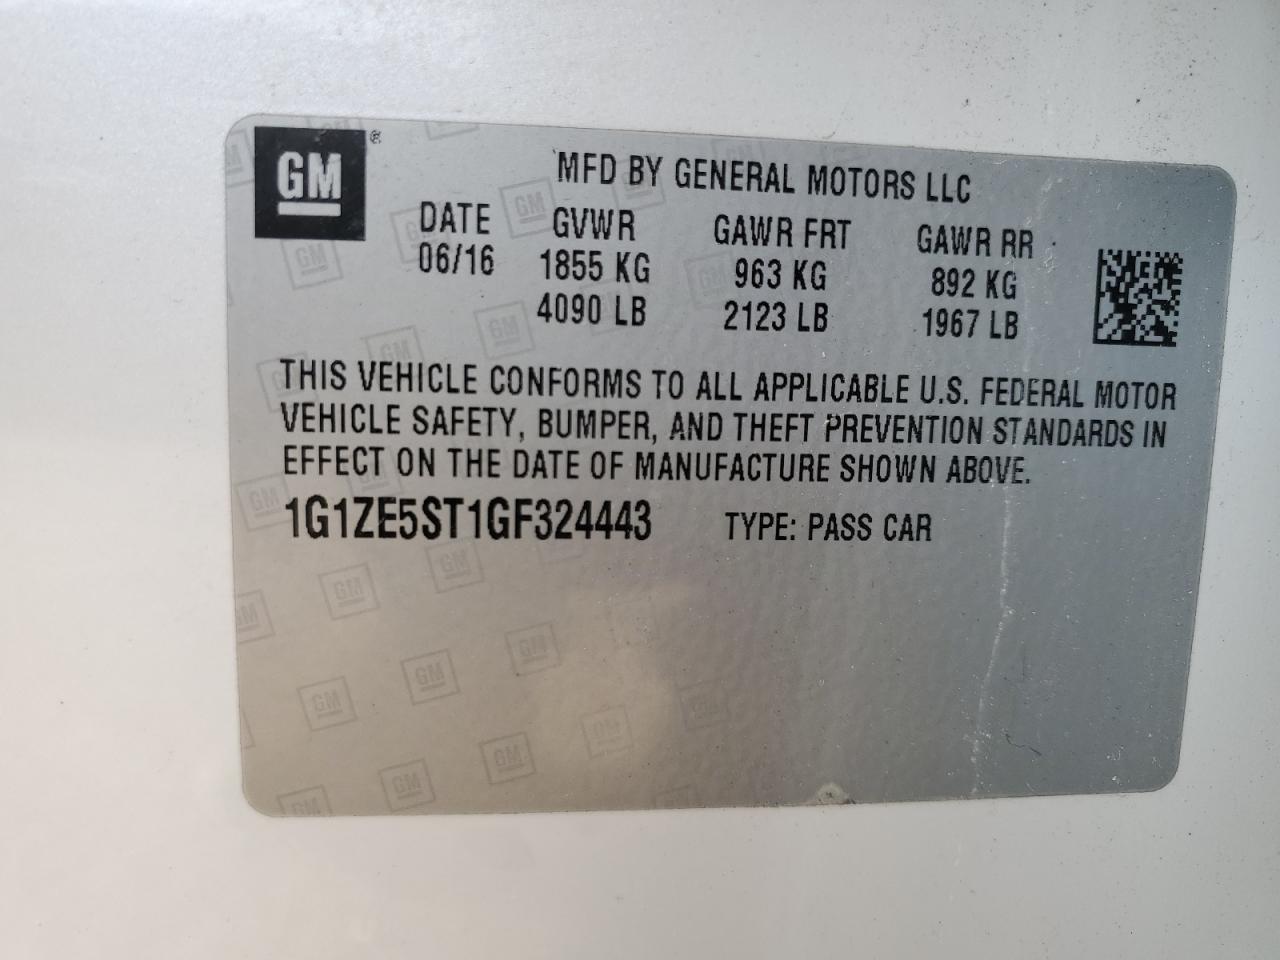 GM ®
MFD BY GENERAL MOTORS LLC
DATE GVWR GAWR FRT GAWR RR
06/16 1855 KG 963 KG 892 KG
4090 LB 2123 LB 1967 LB
THIS VEHICLE CONFORMS TO ALL APPLICABLE U.S. FEDERAL MOTOR
VEHICLE SAFETY, BUMPER, AND THEFT PREVENTION STANDARDS IN
EFFECT ON THE DATE OF MANUFACTURE SHOWN ABOVE.
1G1ZE5ST1GF324443 TYPE: PASS CAR